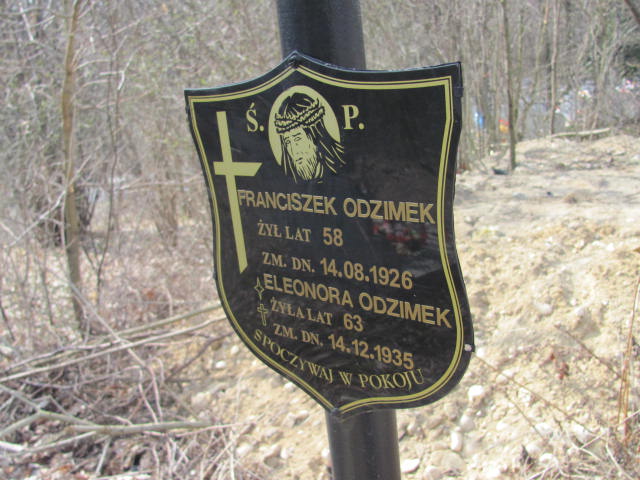 Ś. P.
FRANCISZEK ODZIMEK
ŻYŁ LAT 58
ZM. DN. 14.08.1926
ELEONORA ODZIMEK
ŻYŁA LAT 63
ZM. DN. 14.12.1935
SPOCZYWAJ W POKOJU